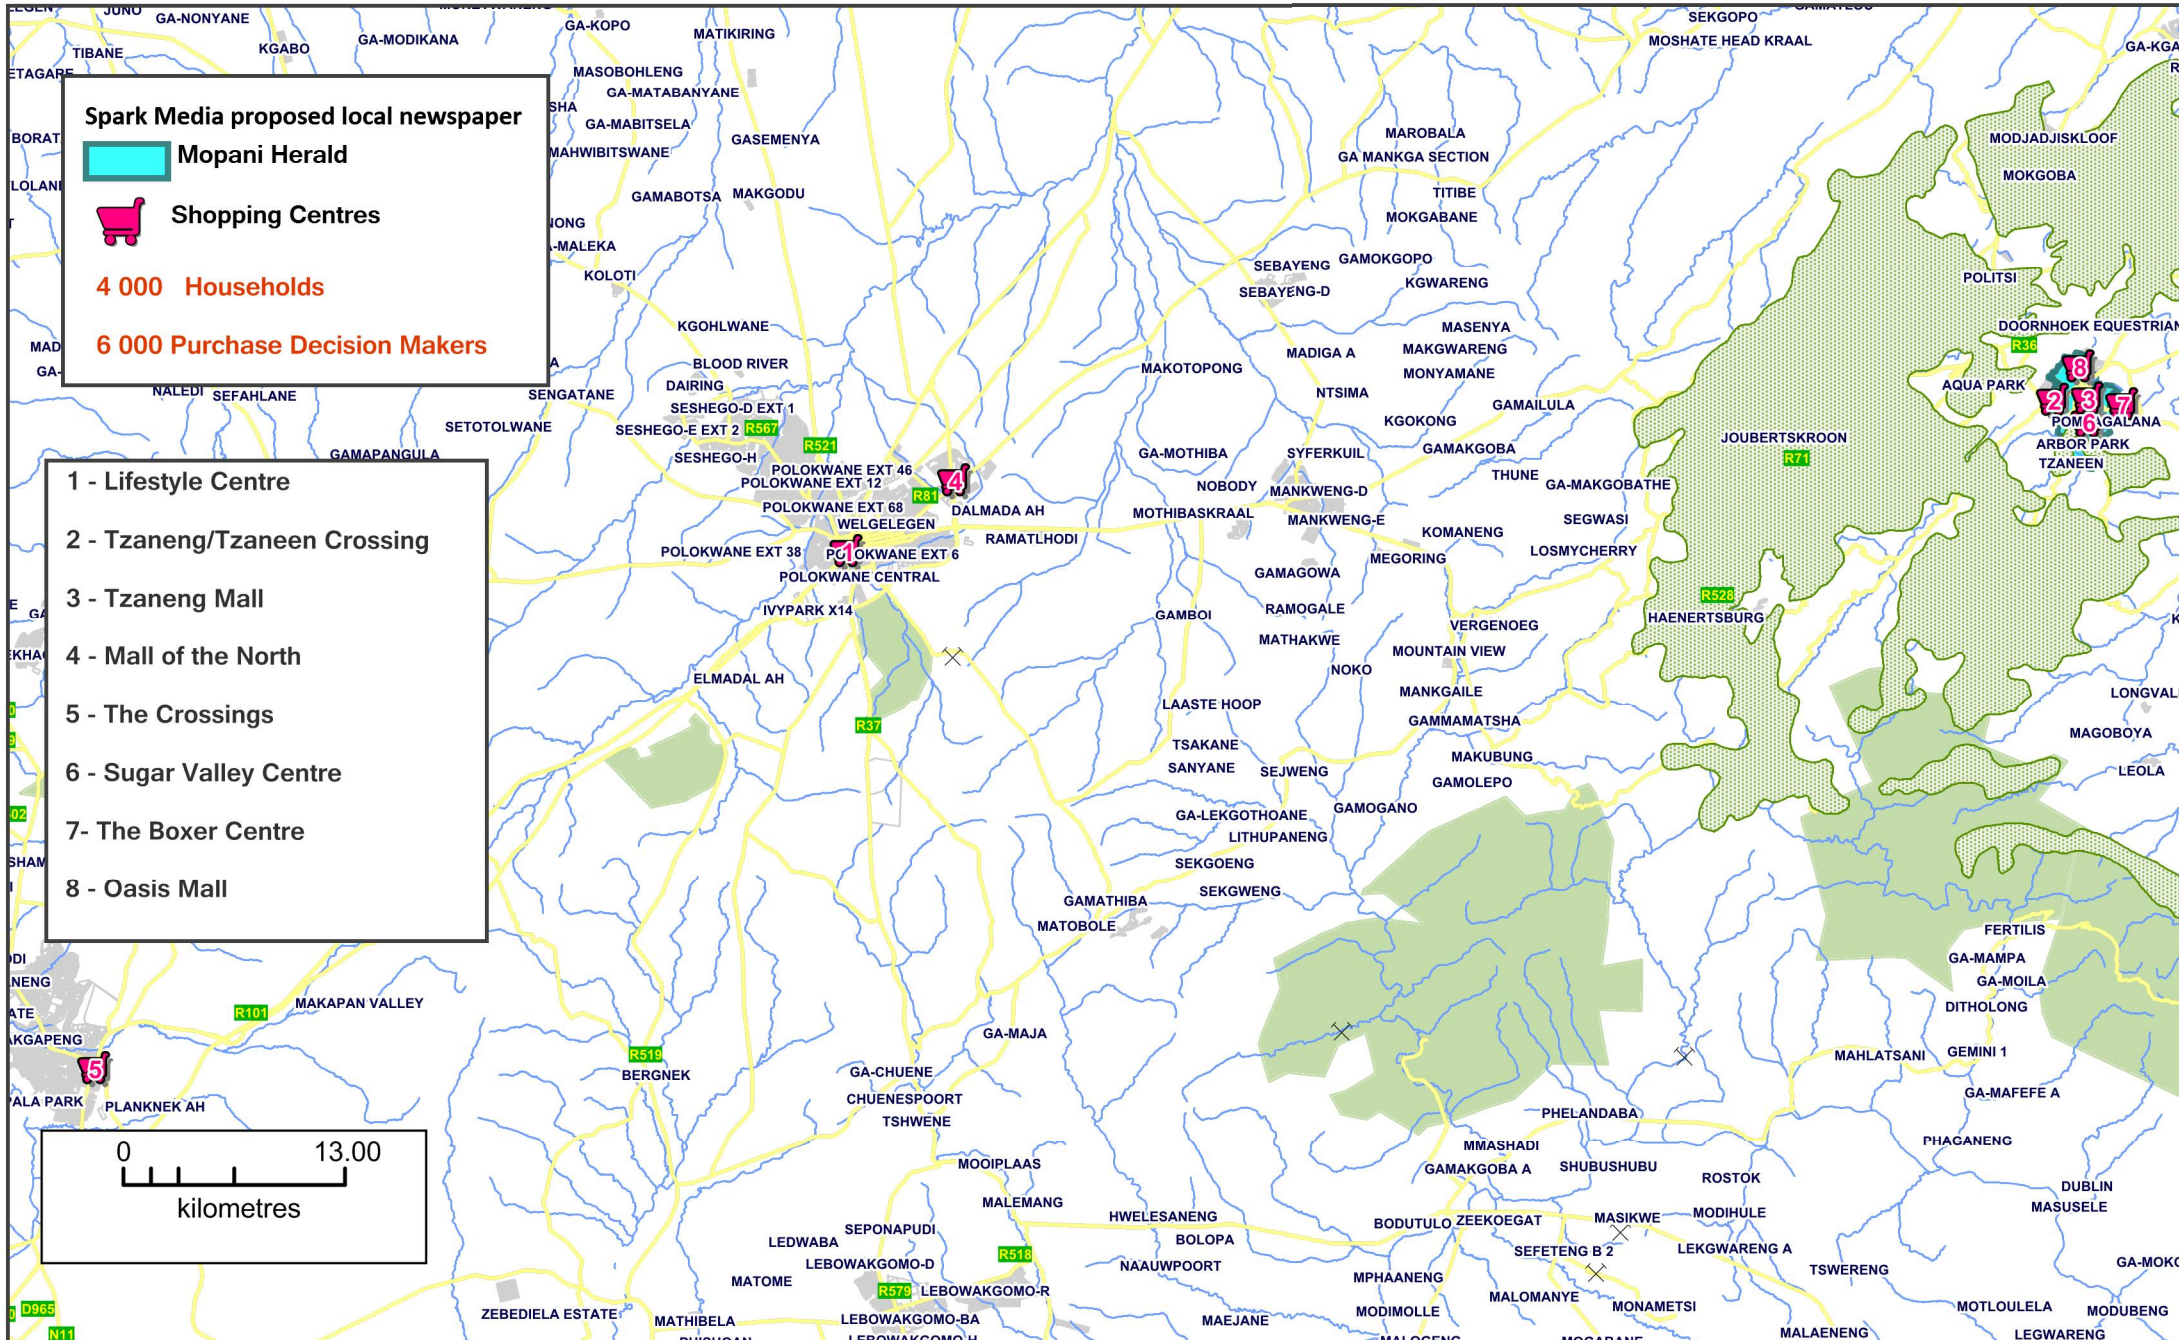 JUNO
GA-NONYANE
GA-KOPO
MATIKIRING
SEKGOPO
MOSHATE HEAD KRAAL
TIBANE
KGABO
GA-MODIKANA
MASOBOHLENG
GA-MATABANYANE
GA-MABITSELA
MAHWIBITSWANE
GASEMENYA
GAMABOTSA
MAKGODU
KOLOTI
MAROBALA
GA MANKGA SECTION
TITIBE
MOKGABANE
MODJADJISKLOOF
MOKGOBA
Spark Media proposed local newspaper
Mopani Herald
Shopping Centres
4 000 Households
6 000 Purchase Decision Makers
SEBAYENG
GAMOKGOPO
SEBAYENG-D
KGWARENG
POLITSI
KGOHLWANE
MASENYA
DOORNHOEK EQUESTRIAN
R36
BLOOD RIVER
MADIGA A
MAKGWARENG
MAKOTOPONG
MONYAMANE
DAIRING
NALEDI
SEFAHLANE
SENGATANE
NTSIMA
AQUA PARK
8
2
3
7
6
SESHEGO-D EXT 1
GAMAILULA
SETOTOLWANE
SESHEGO-E EXT 2
R567
R521
KGOKONG
ARBOR PARK
TZANEEN
JOUBERTSKROON
R71
GAMAPANGULA
SESHEGO-H
POLOKWANE EXT 46
POLOKWANE EXT 12
4
R81
GA-MOTHIBA
SYFERKUIL
GAMAKGOBA
THUNE
GA-MAKGOBATHE
NOBODY
MANKWENG-D
POLOKWANE EXT 68
DALMADA AH
MOTHIBASKRAAL
MANKWENG-E
SEGWASI
WELGELEGEN
RAMATLHODI
KOMANENG
POLOKWANE EXT 38
1
POLOKWANE EXT 6
MEGORING
LOSMYCHERRY
POLOKWANE CENTRAL
GAMAGOWA
R528
IVYPARK X14
GAMBOI
RAMOGALE
HAENERTSBURG
MATHAKWE
VERGENOEG
MOUNTAIN VIEW
NOKO
ELMADAL AH
MANKGAILE
LAASTE HOOP
GAMMAMATSHA
R37
MAGOBOYA
TSAKANE
SANYANE
SEJWENG
MAKUBUNG
GAMOLEPO
LEOLA
GA-LEKGOTHOANE
GAMOGANO
LITHUPANENG
SEKGOENG
SEKGWENG
GAMATHIBA
MATOBOLE
1 - Lifestyle Centre
2 - Tzaneng/Tzaneen Crossing
3 - Tzaneng Mall
4 - Mall of the North
5 - The Crossings
6 - Sugar Valley Centre
7- The Boxer Centre
8 - Oasis Mall
FERTILIS
GA-MAMPA
GA-MOILA
DITHOLONG
MAKAPAN VALLEY
R101
GA-MAJA
R519
BERGNEK
MAHLATSANI
GEMINI 1
5
GA-CHUENE
CHUENESPOORT
TSHWENE
GA-MAFEFE A
PLANKNEK AH
PHELANDABA
PHAGANENG
MMASHADI
0 13.00
kilometres
MOOIPLAAS
GAMAKGOBA A
SHUBUSHUBU
ROSTOK
DUBLIN
MALEMANG
MASUSELE
SEPONAPUDI
HWELESANENG
BODUTULO
ZEEKOEGAT
MASIKWE
MODIHULE
LEDWABA
BOLOPA
R518
SEFETENG B 2
LEKGWARENG A
LEBOWAKGOMO-D
NAAUWPOORT
TSWERENG
MATOME
R579
LEBOWAKGOMO-R
MPHAANENG
MALOMANYE
MONAMETSI
D965
ZEBEDIELA ESTATE
MATHIBELA
LEBOWAKGOMO-BA
MAEJANE
MODIMOLLE
MOTLOULELA
MODUBENG
N11
MALAENENG
LEGWARENG